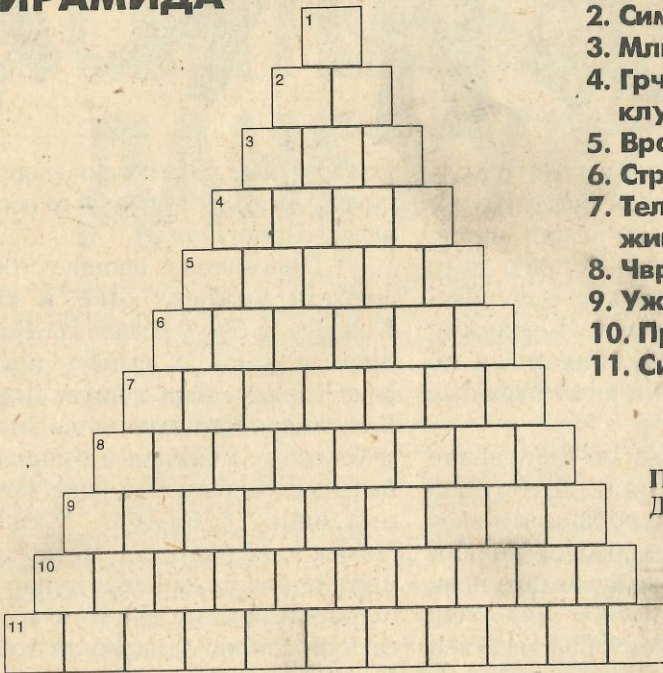 ИРАМИДА
1
2
3
4
5
6
7
8
9
10
11
2. Сим
3. Мл
4. Грч
клу
5. Вро
6. Стр
7. Тел
жи
8. Чвр
9. Уж
10. Пр
11. Си
П
Д